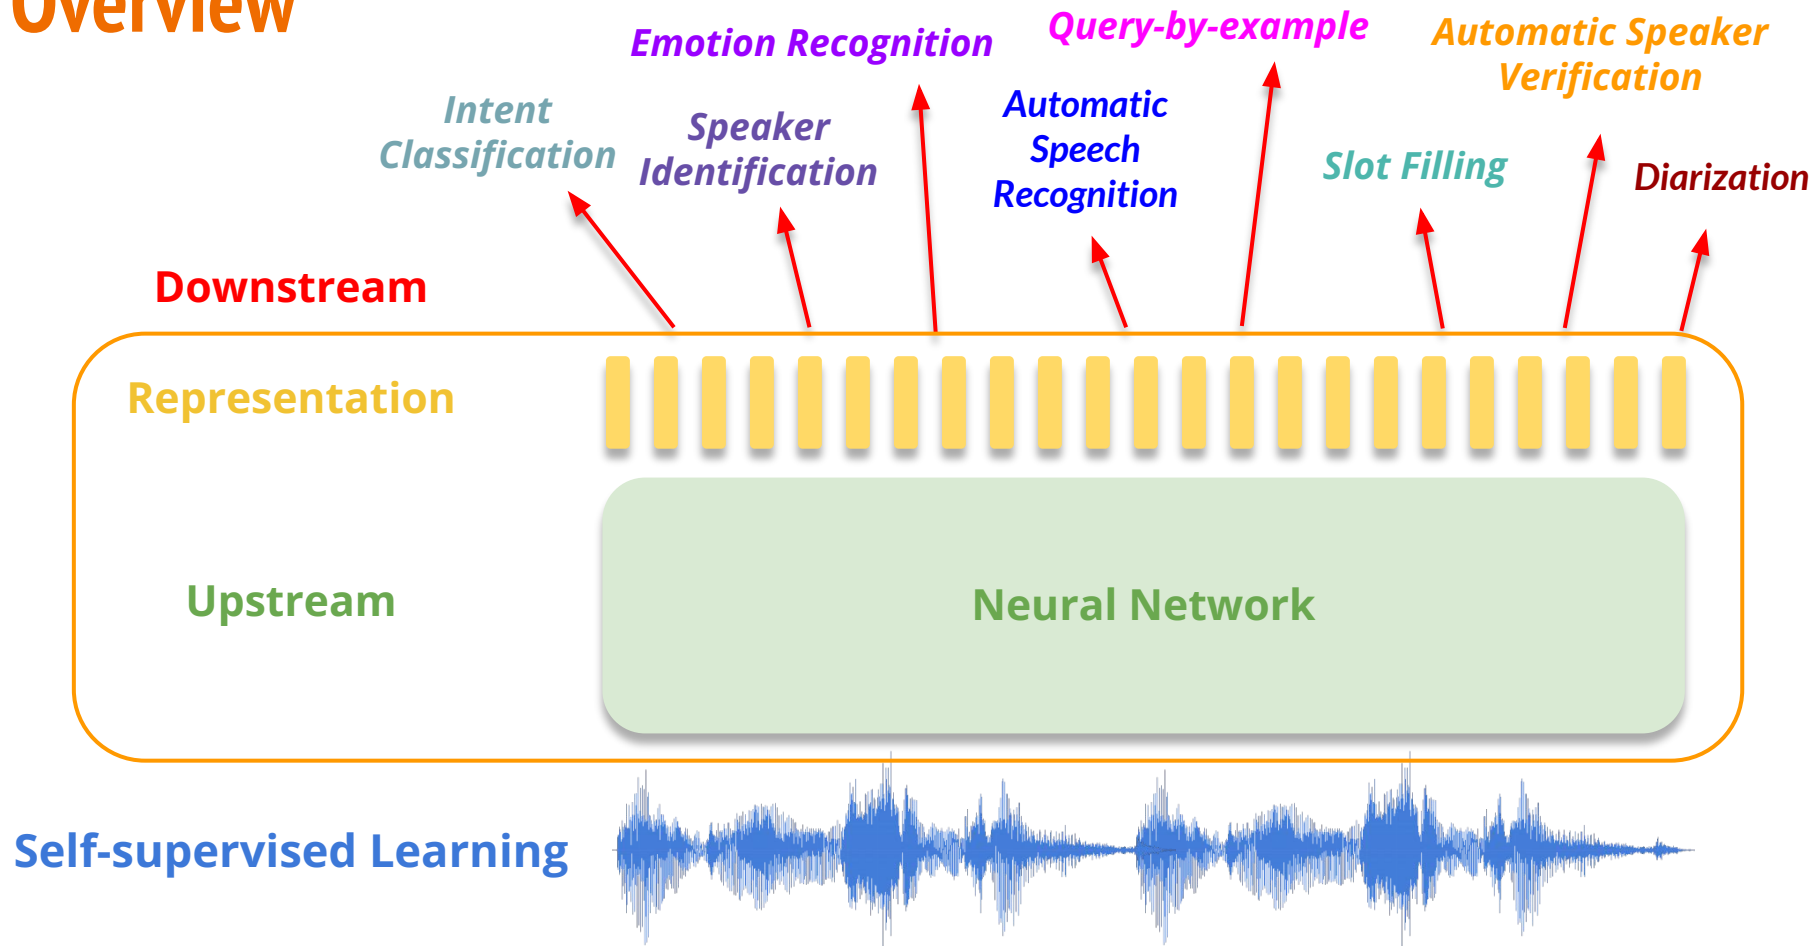 Overview
Emotion Recognition
Query-by-example
Automatic Speaker
Verification
Intent
Classification
Speaker
Identification
Automatic
Speech
Recognition
Slot Filling
Diarization
Downstream
Representation
Upstream
Neural Network
Self-supervised Learning